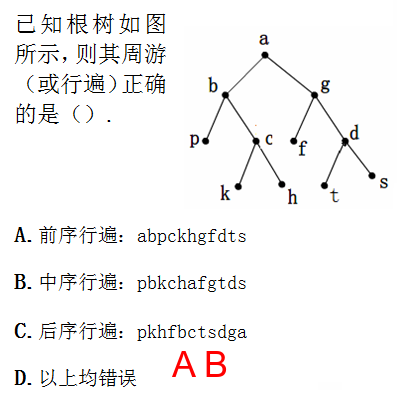 已知根树如图
所示,则其周游
(或行遍)正确
的是().
a
b
g
p
c
f
d
k
h
t
s
A. 前序行遍: abpckhgfdts
B. 中序行遍: pbkchafgtds
C. 后序行遍: pkhfbctsdga
D. 以上均错误
A B